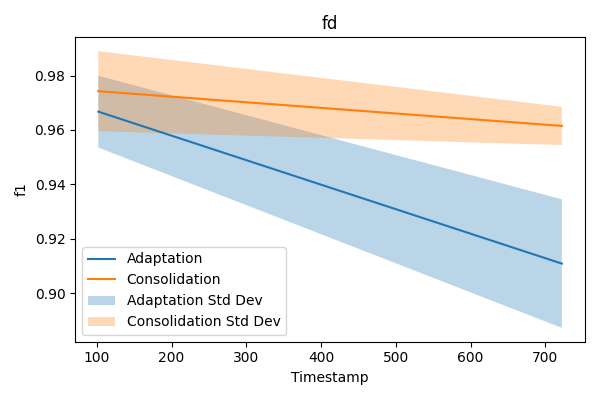 fd
0.98
0.96
0.94
0.92
0.90
f1
Adaptation
Consolidation
Adaptation Std Dev
Consolidation Std Dev
100 200 300 400 500 600 700
Timestamp